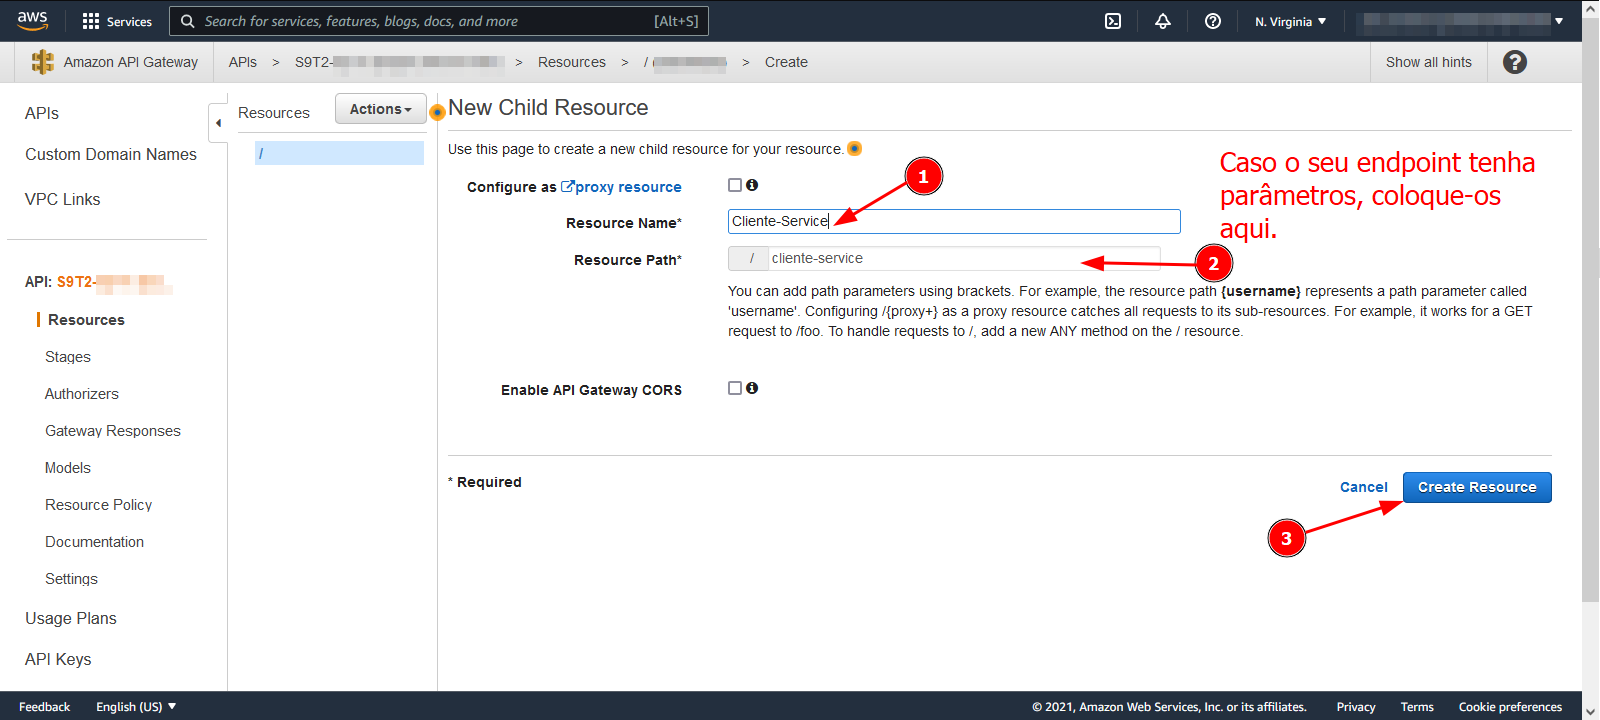 aws
Services
Search for services, features, blogs, docs, and more
[Alt+S]
N. Virginia
Amazon API Gateway
APIs > S9T2- > Resources > / > Create
Show all hints
APIs
Custom Domain Names
VPC Links
API: S9T2-
Resources
Stages
Authorizers
Gateway Responses
Models
Resource Policy
Documentation
Settings
Usage Plans
API Keys
Resources
Actions
/
New Child Resource
Use this page to create a new child resource for your resource.
Configure as proxy resource
1
Resource Name*
Cliente-Service
Resource Path*
/ cliente-service
2
Caso o seu endpoint tenha
parâmetros, coloque-os
aqui.
You can add path parameters using brackets. For example, the resource path {username} represents a path parameter called
'username'. Configuring /{proxy+} as a proxy resource catches all requests to its sub-resources. For example, it works for a GET
request to /foo. To handle requests to /, add a new ANY method on the / resource.
Enable API Gateway CORS
* Required
Cancel
Create Resource
3
Feedback
English (US)
© 2021, Amazon Web Services, Inc. or its affiliates.
Privacy
Terms
Cookie preferences